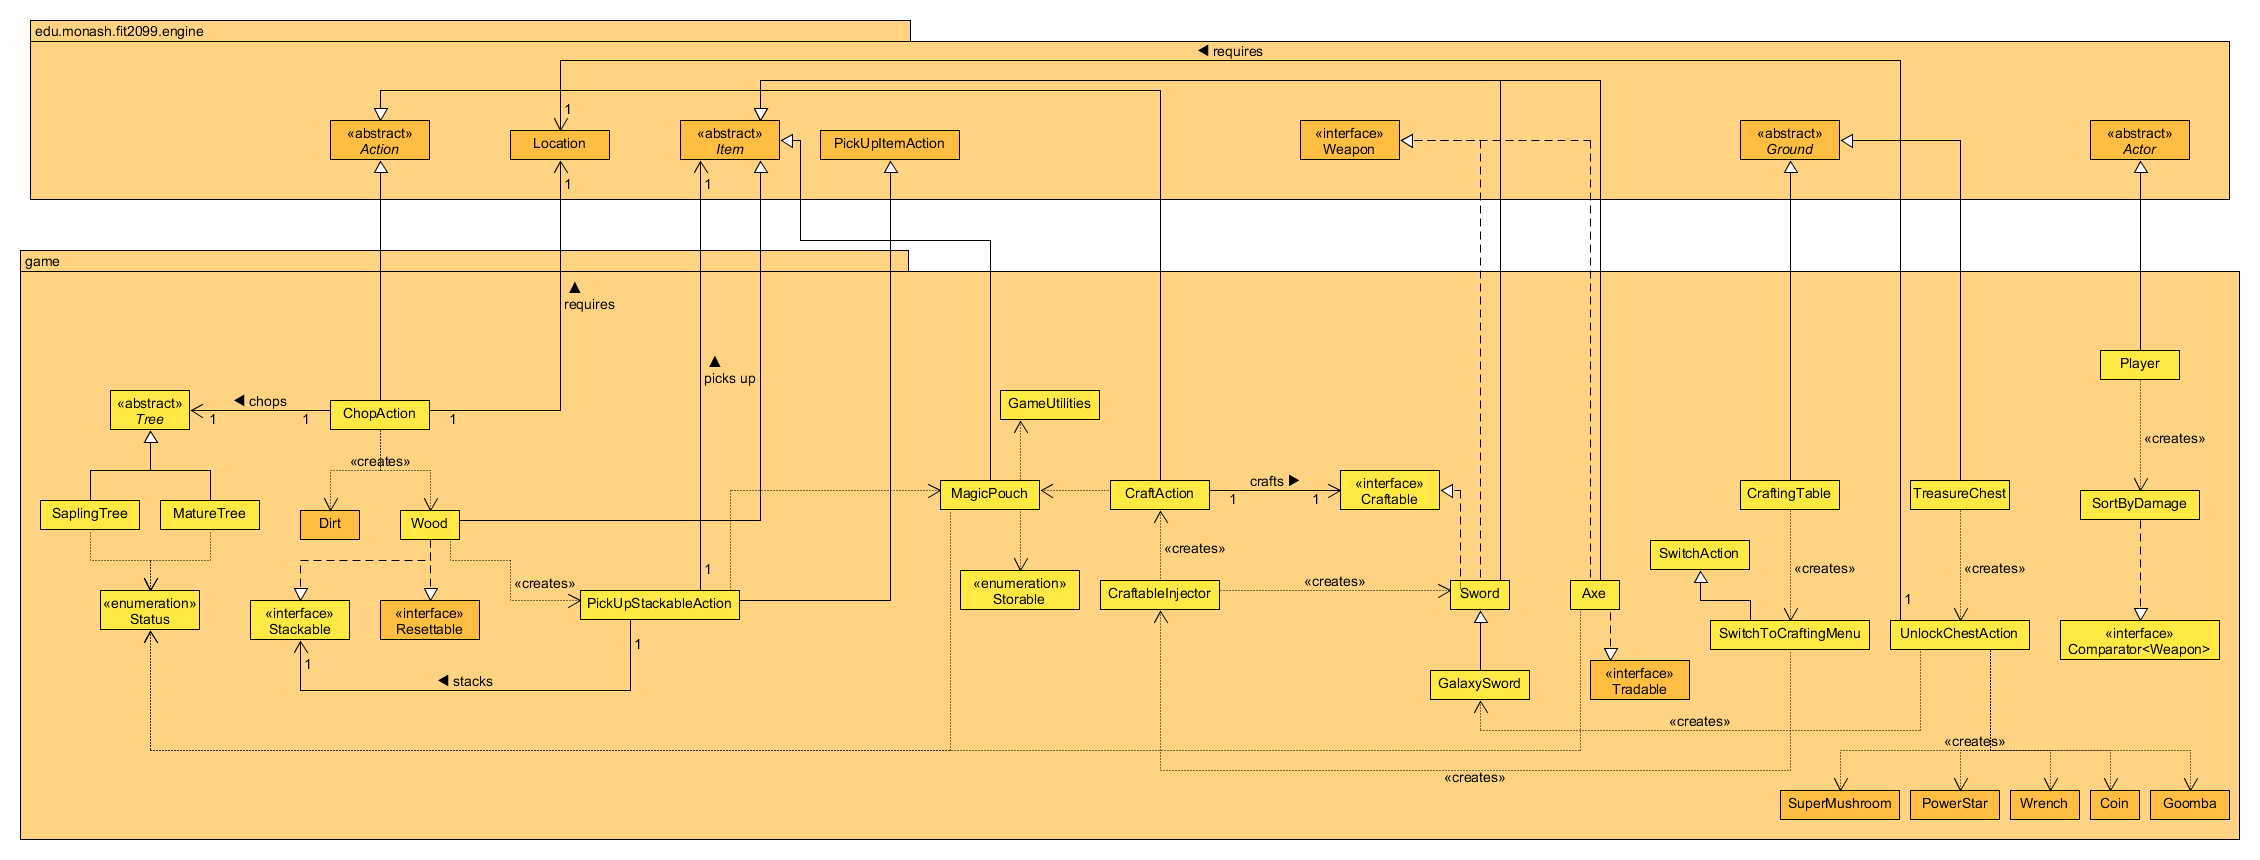 edu.monash.fit2099.engine
◀ requires
1
«abstract»
Action
Location
«abstract»
Item
PickUpItemAction
«interface»
Weapon
«abstract»
Ground
«abstract»
Actor
1
1
game
▲
requires
▲
picks up
Player
«abstract»
Tree
◀ chops
1
1
ChopAction
1
GameUtilities
«creates»
«creates»
SaplingTree
MatureTree
Dirt
Wood
MagicPouch
CraftAction
crafts ▶
1
1
«interface»
Craftable
CraftingTable
TreasureChest
SortByDamage
«creates»
SwitchAction
«creates»
«creates»
1
«creates»
«enumeration»
Storable
CraftableInjector
«creates»
Sword
Axe
1
«enumeration»
Status
«interface»
Stackable
«interface»
Resettable
PickUpStackableAction
SwitchToCraftingMenu
UnlockChestAction
«interface»
Comparator<Weapon>
1
1
◀ stacks
GalaxySword
«interface»
Tradable
«creates»
«creates»
«creates»
SuperMushroom
PowerStar
Wrench
Coin
Goomba